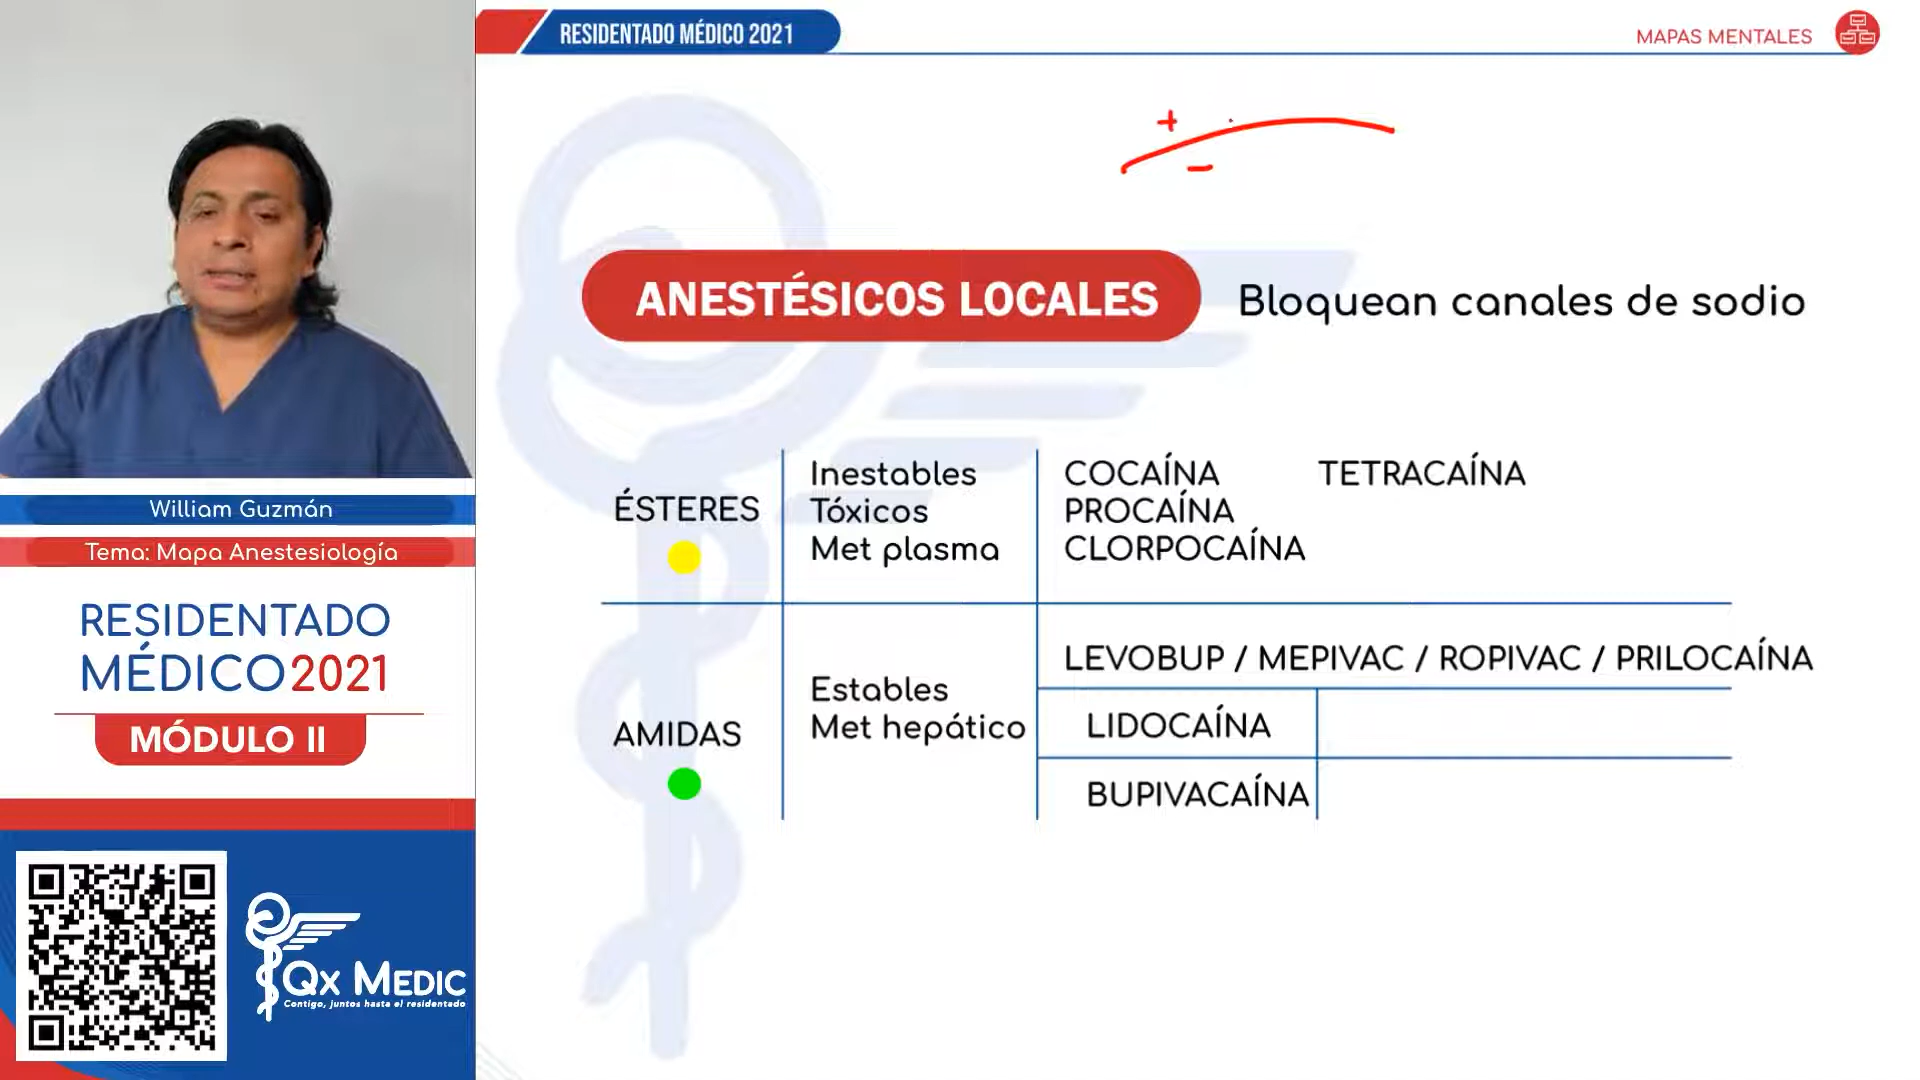 RESIDENTADO MÉDICO 2021
MAPAS MENTALES
+
-
ANESTÉSICOS LOCALES
Bloquean canales de sodio
ÉSTERES
Inestables
Tóxicos
Met plasma
COCAÍNA TETRACAÍNA
PROCAÍNA
CLORPOCAÍNA
AMIDAS
Estables
Met hepático
LEVOBUP / MEPIVAC / ROPIVAC / PRILOCAÍNA
LIDOCAÍNA
BUPIVACAÍNA
William Guzmán
Tema: Mapa Anestesiología
RESIDENTADO
MÉDICO 2021
MÓDULO II
QX MEDIC
Contigo, juntos hasta el residentado